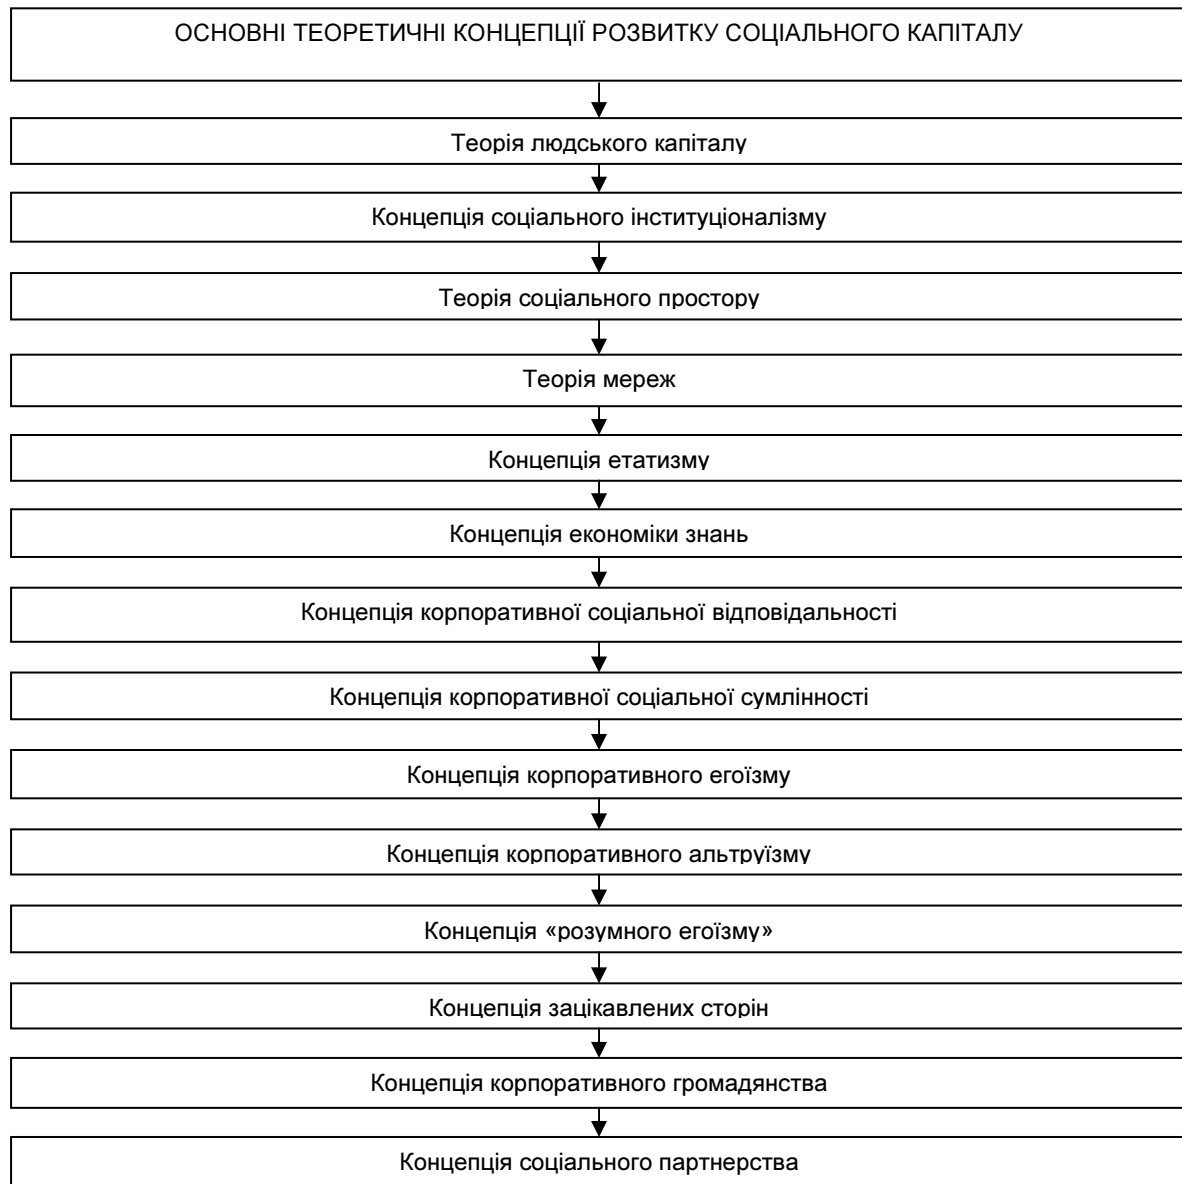 ОСНОВНІ ТЕОРЕТИЧНІ КОНЦЕПЦІЇ РОЗВИТКУ СОЦІАЛЬНОГО КАПІТАЛУ
Теорія людського капіталу
Концепція соціального інституціоналізму
Теорія соціального простору
Теорія мереж
Концепція етатизму
Концепція економіки знань
Концепція корпоративної соціальної відповідальності
Концепція корпоративної соціальної сумлінності
Концепція корпоративного егоїзму
Концепція корпоративного альтруїзму
Концепція «розумного егоїзму»
Концепція зацікавлених сторін
Концепція корпоративного громадянства
Концепція соціального партнерства